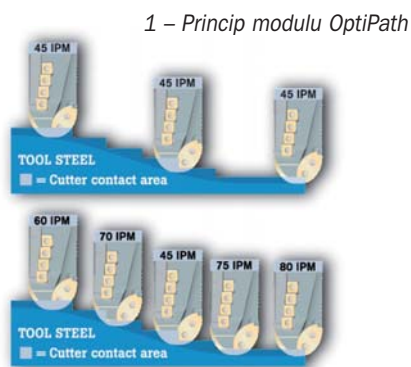 1 – Princip modulu OptiPath
45 IPM
45 IPM
45 IPM
TOOL STEEL
= Cutter contact area
60 IPM
70 IPM
45 IPM
75 IPM
80 IPM
TOOL STEEL
= Cutter contact area